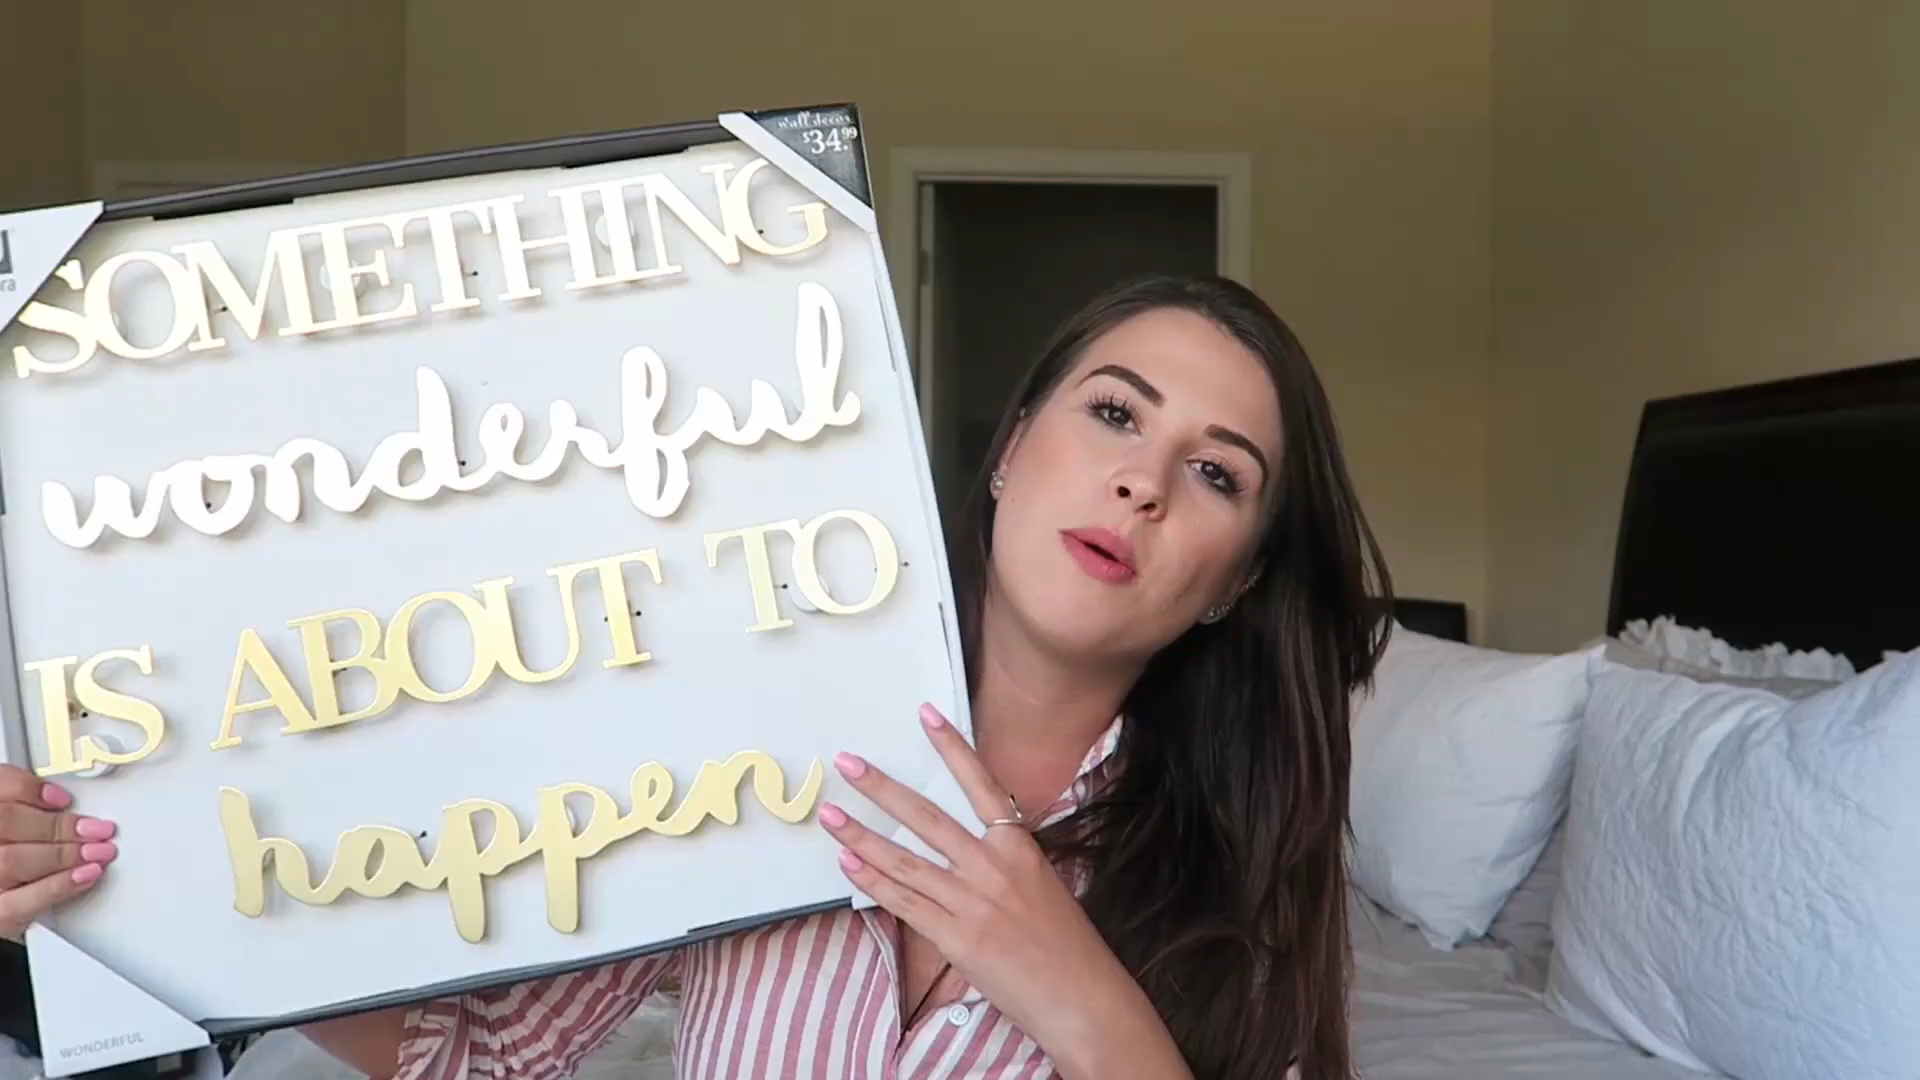 wall decor
$34.99
SOMETHING
wonderful
IS ABOUT TO
happen
WONDERFUL